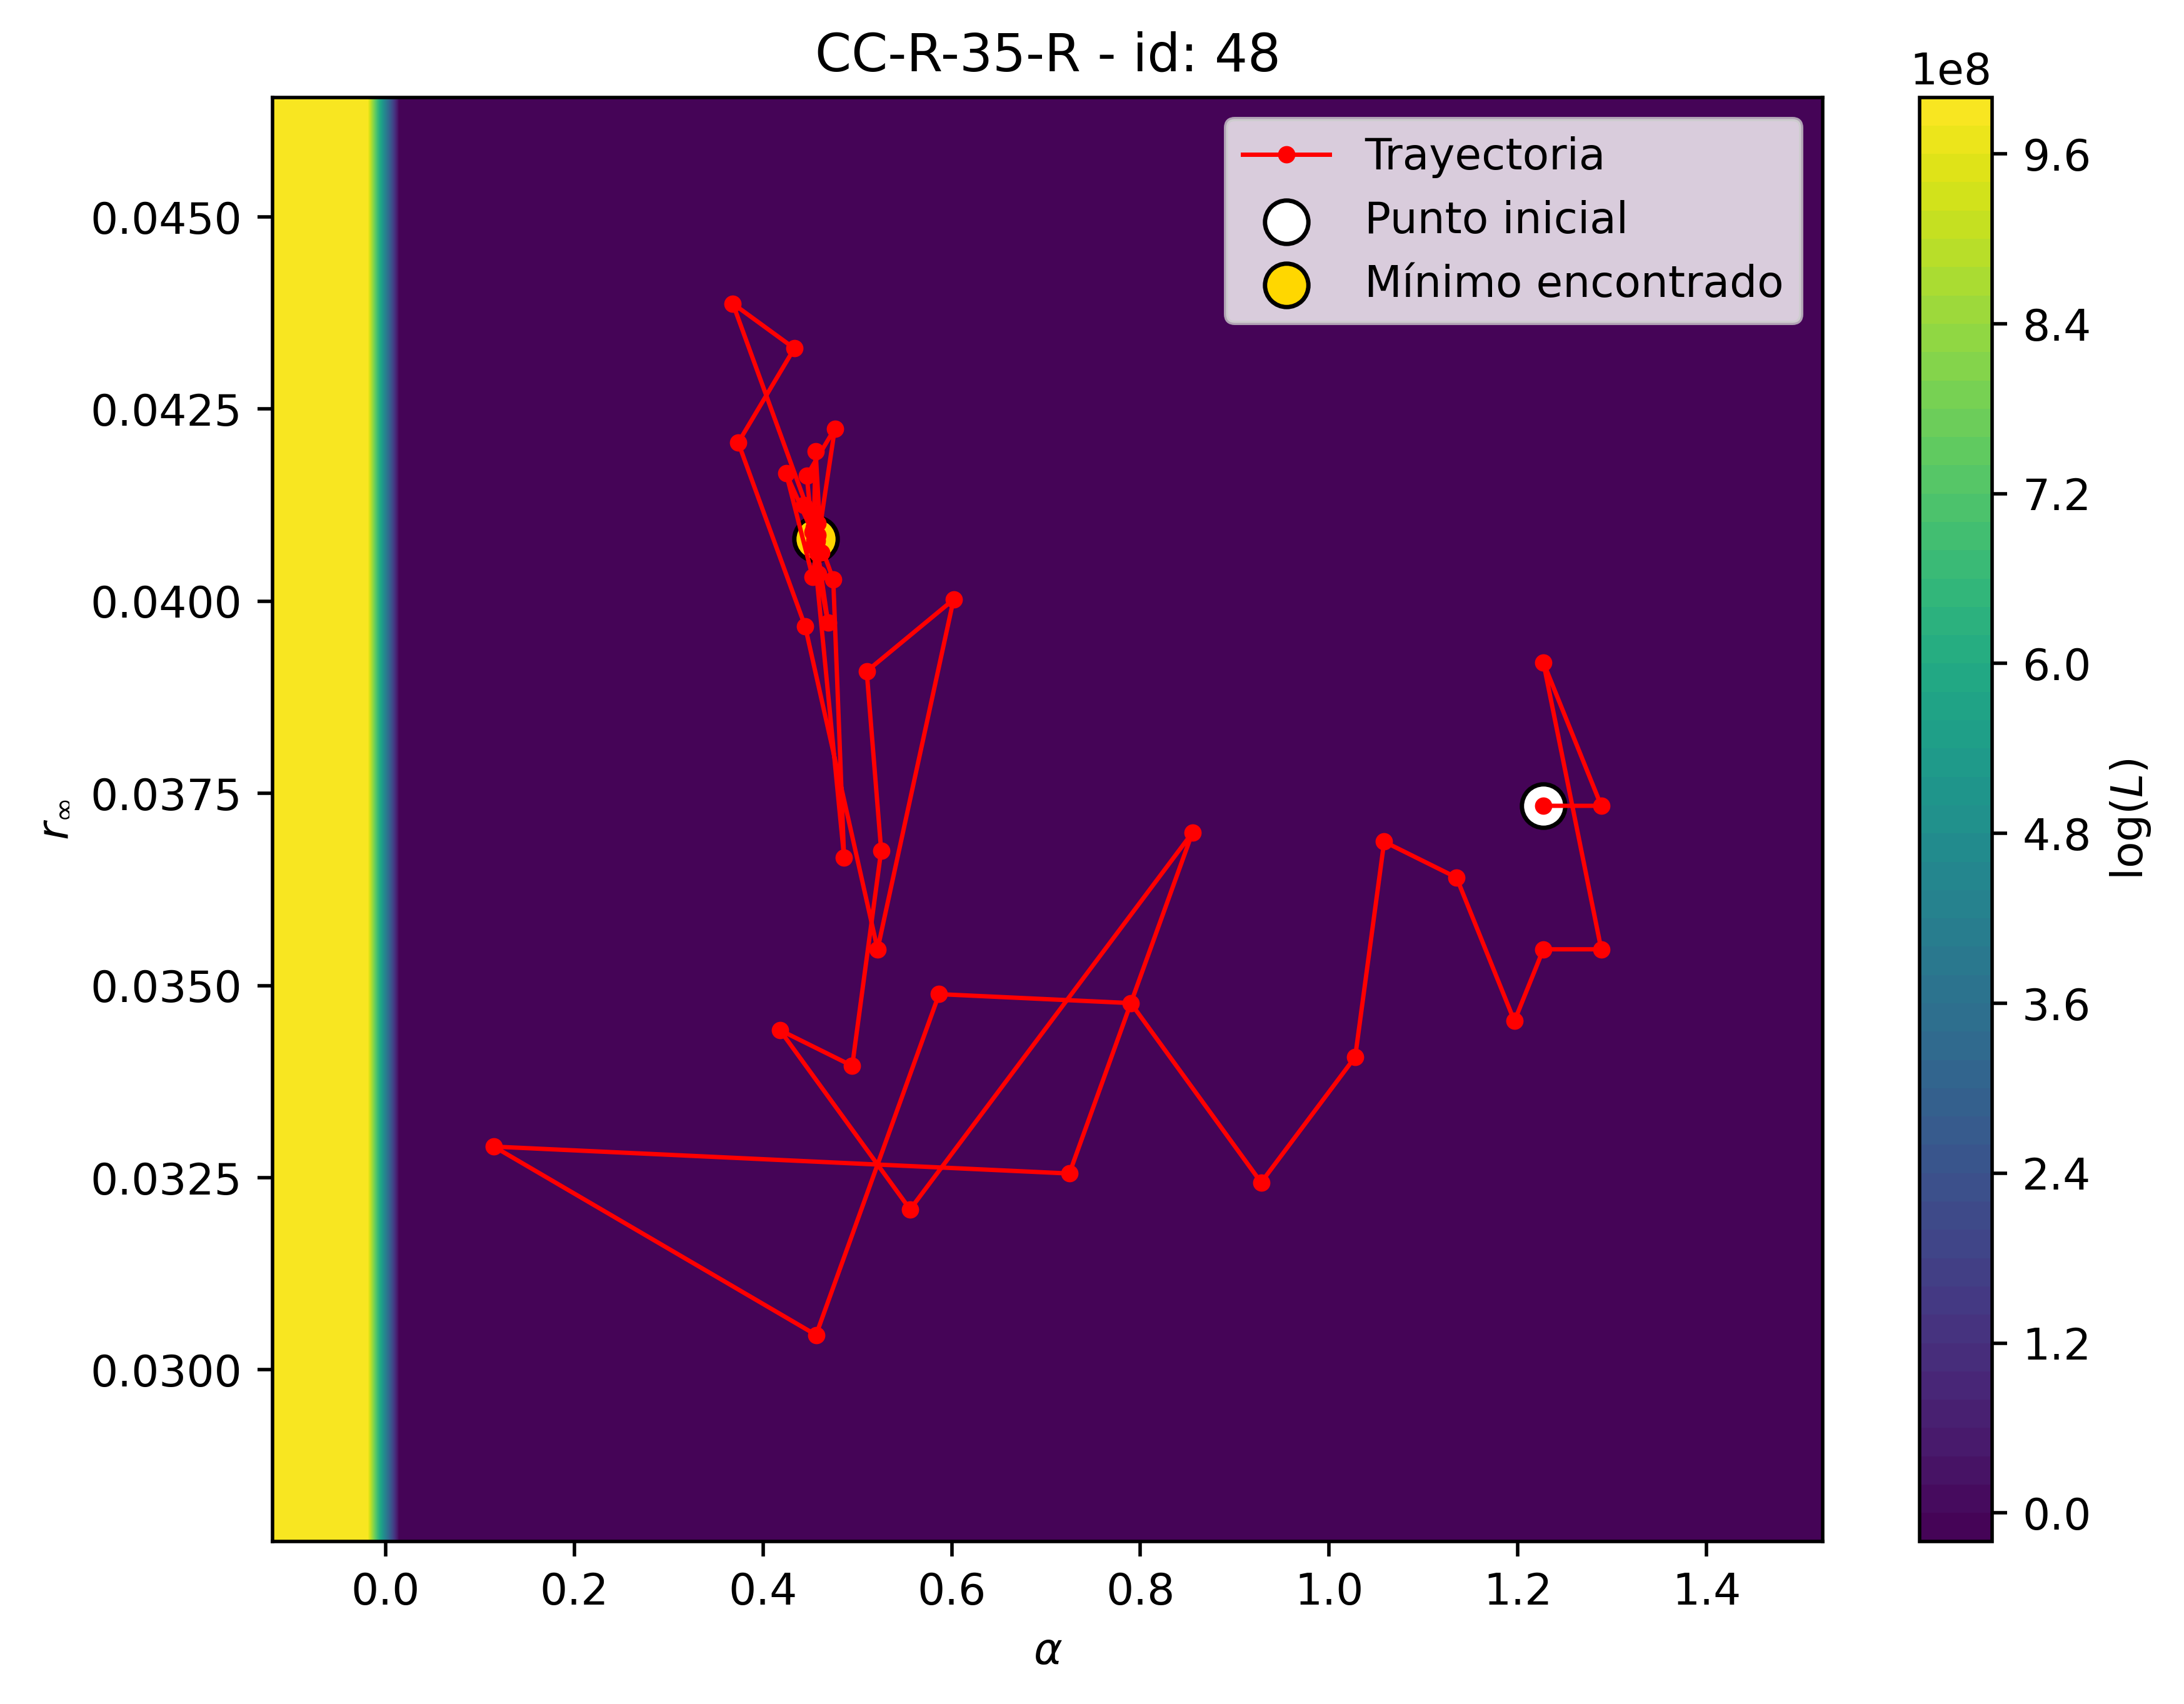 CC-R-35-R - id: 48
1e8
Trayectoria
Punto inicial
Mínimo encontrado
0.0450
0.0425
0.0400
0.0375
0.0350
0.0325
0.0300
r∞
0.0 0.2 0.4 0.6 0.8 1.0 1.2 1.4
α
9.6
8.4
7.2
6.0
4.8
3.6
2.4
1.2
0.0
log(L)